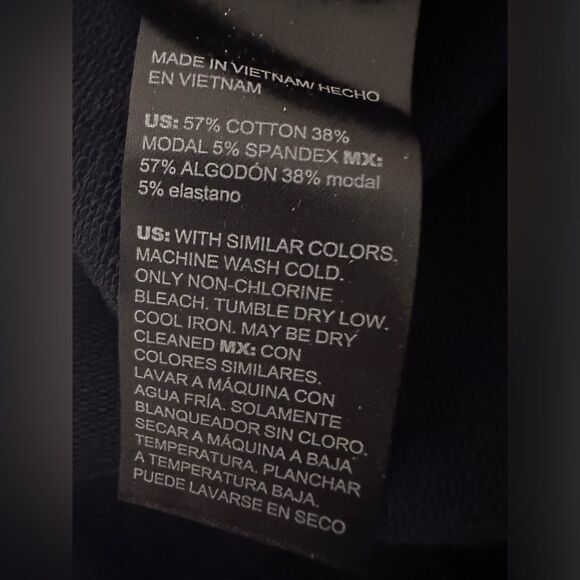 MADE IN VIETNAM/ HECHO
EN VIETNAM
US: 57% COTTON 38%
MODAL 5% SPANDEX MX:
57% ALGODÓN 38% modal
5% elastano
US: WITH SIMILAR COLORS.
MACHINE WASH COLD.
ONLY NON-CHLORINE
BLEACH. TUMBLE DRY LOW.
COOL IRON. MAY BE DRY
CLEANED MX: CON
COLORES SIMILARES.
LAVAR A MÁQUINA CON
AGUA FRÍA. SOLAMENTE
BLANQUEADOR SIN CLORO.
SECAR A MÁQUINA A BAJA
TEMPERATURA. PLANCHAR
A TEMPERATURA BAJA.
PUEDE LAVARSE EN SECO